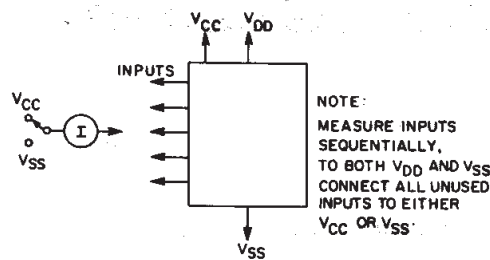 VCC VDD
INPUTS
VCC
I
VSS
NOTE:
MEASURE INPUTS
SEQUENTIALLY,
TO BOTH VDD AND VSS
CONNECT ALL UNUSED
INPUTS TO EITHER
VCC OR VSS.
VSS